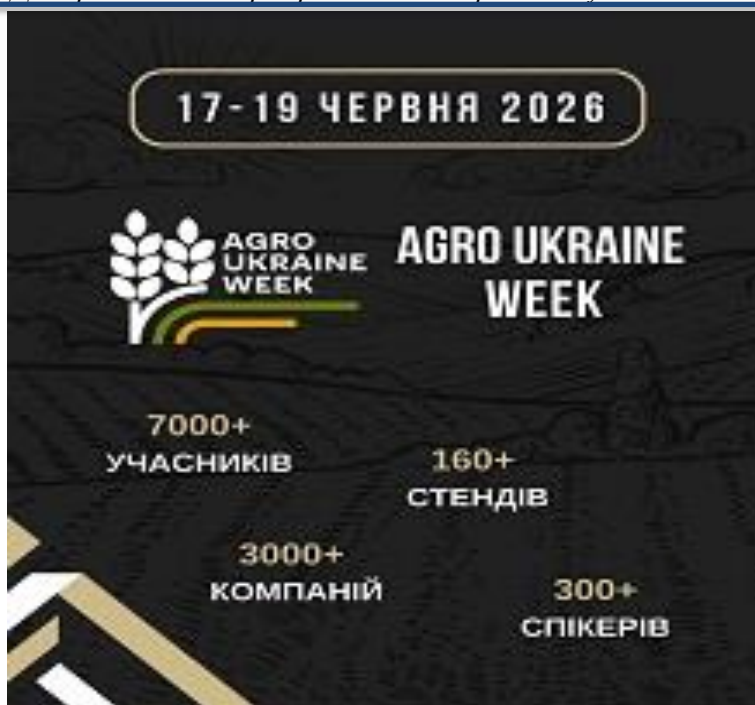 17-19 ЧЕРВНЯ 2026
AGRO
UKRAINE
WEEK
AGRO UKRAINE
WEEK
7000+
УЧАСНИКІВ
160+
СТЕНДІВ
3000+
КОМПАНІЙ
300+
СПІКЕРІВ